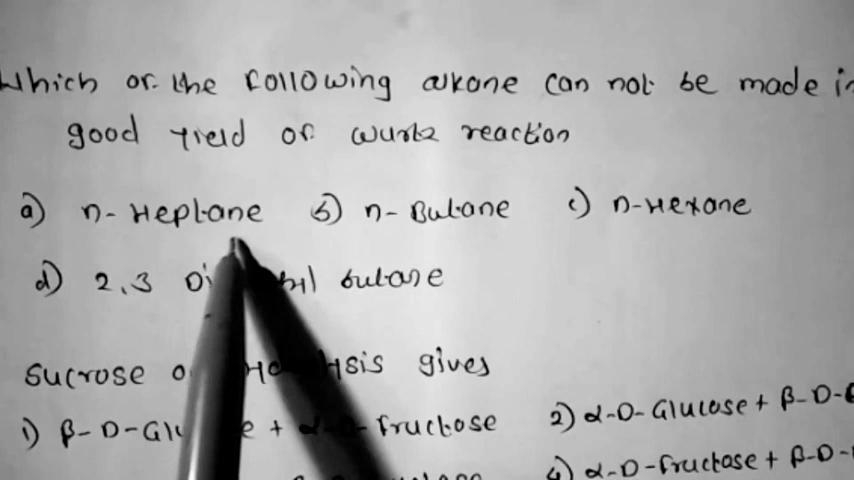 Which of the following alkane can not be made in
good yield of wurtz reaction
a) n-Heptane b) n-Butane c) n-Hexane
d) 2,3 butane
Sucrose gives
1) β-D- + Fructose 2) α-D-Glucose + β-D-
4) α-D-fructose + β-D-